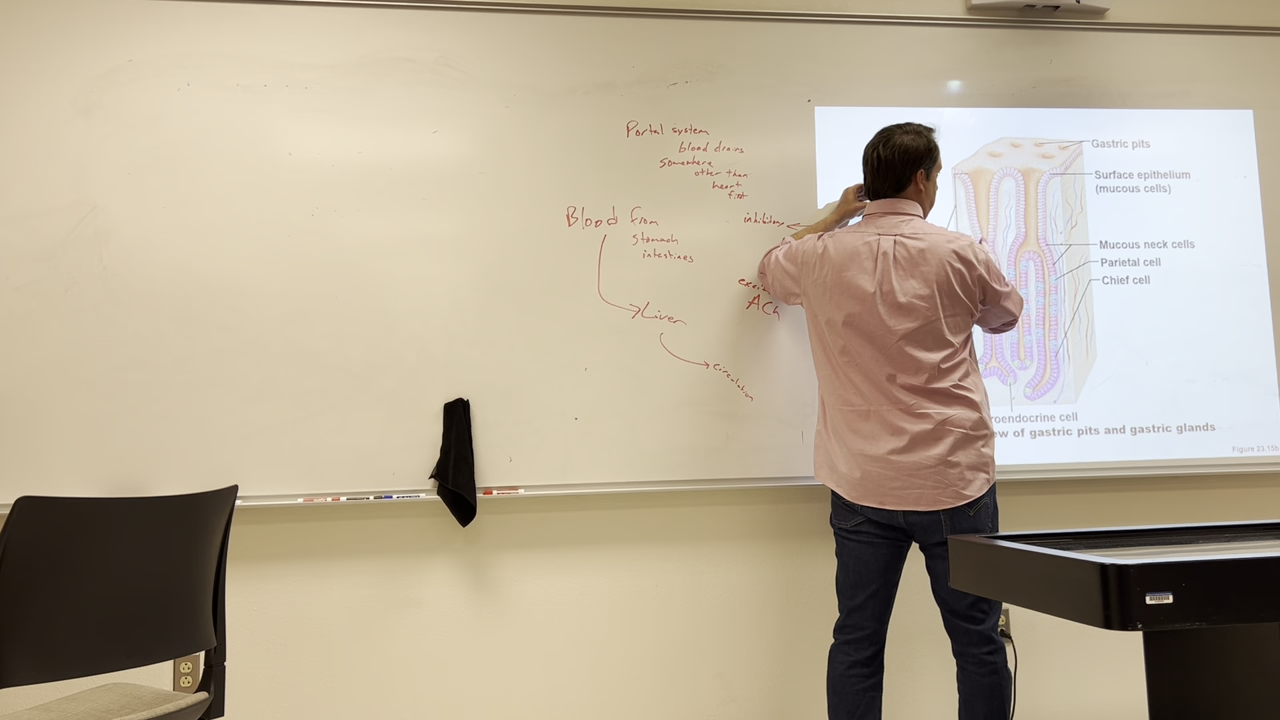 Portal system
blood drains
somewhere
other than
heart
first
Blood from
stomach
intestines
Liver
circulation
inhibitory
ACh
Gastric pits
Surface epithelium
(mucous cells)
Mucous neck cells
Parietal cell
Chief cell
roendocrine cell
ew of gastric pits and gastric glands
Figure 23.15b